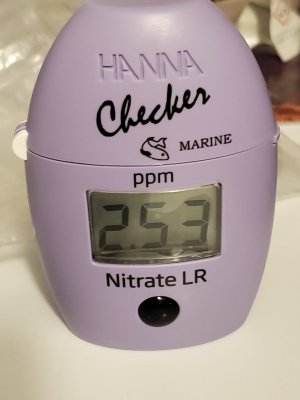 HANNA
Checker
MARINE
ppm
2.53
Nitrate LR